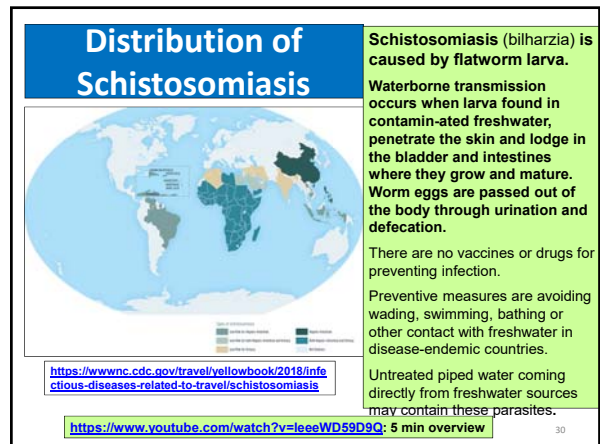 Distribution of
Schistosomiasis
Schistosomiasis (bilharzia) is
caused by flatworm larva.
Waterborne transmission
occurs when larva found in
contamin-ated freshwater,
penetrate the skin and lodge in
the bladder and intestines
where they grow and mature.
Worm eggs are passed out of
the body through urination and
defecation.
There are no vaccines or drugs for
preventing infection.
Preventive measures are avoiding
wading, swimming, bathing or
other contact with freshwater in
disease-endemic countries.
Untreated piped water coming
directly from freshwater sources
may contain these parasites.
https://wwwnc.cdc.gov/travel/yellowbook/2018/infe
ctious-diseases-related-to-travel/schistosomiasis
https://www.youtube.com/watch?v=IeeeWD59D9Q: 5 min overview
30